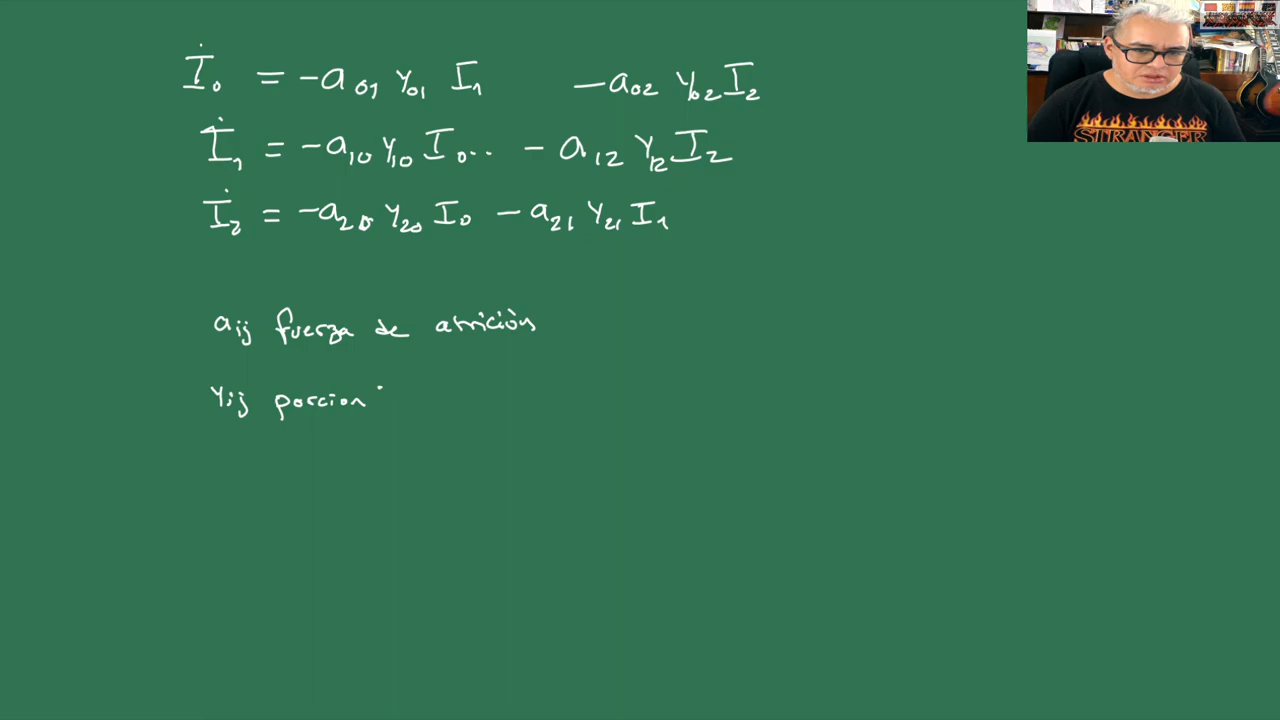 İ₀ = -a₀₁ γ₀₁ I₁ -a₀₂ γ₀₂ I₂
İ₁ = -a₁₀ γ₁₀ I₀.. - a₁₂ γ₁₂ I₂
İ₂ = -a₂₀ γ₂₀ I₀ - a₂₁ γ₂₁ I₁
aij fuerza de atrición
γij porcion
STRANGER